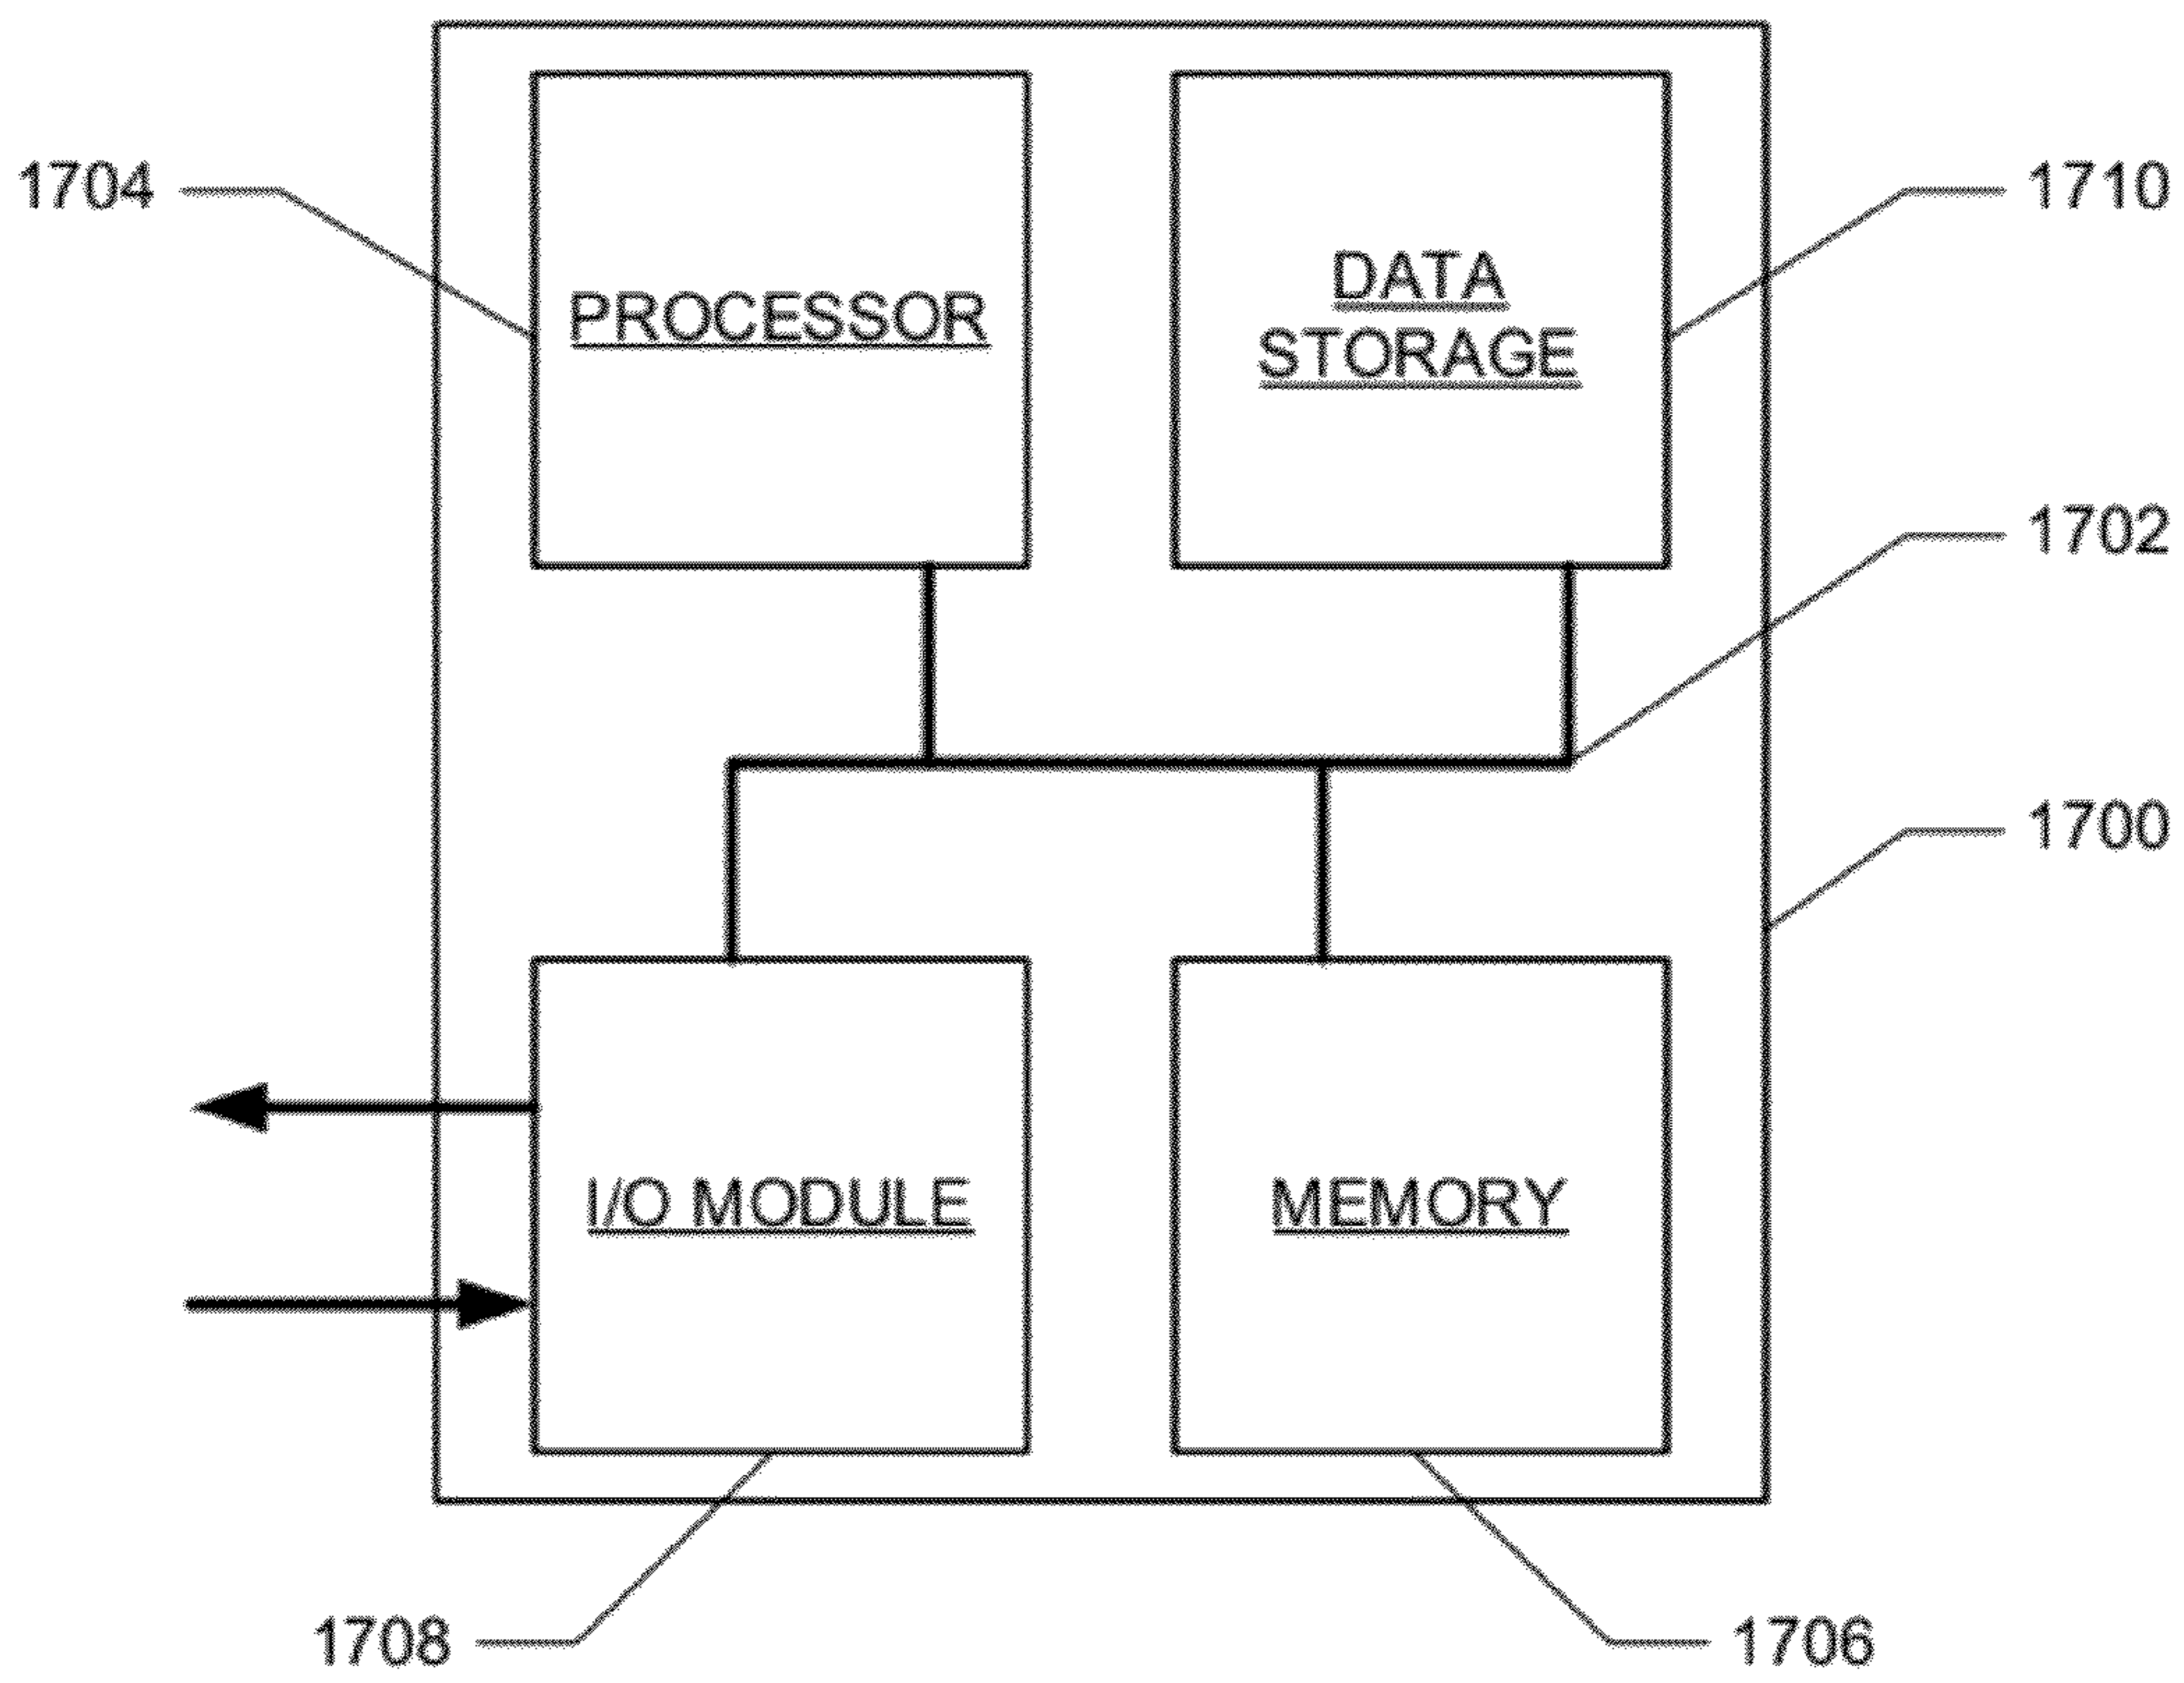 1704
PROCESSOR
DATA
STORAGE
1710
1702
1700
I/O MODULE
MEMORY
1708
1706